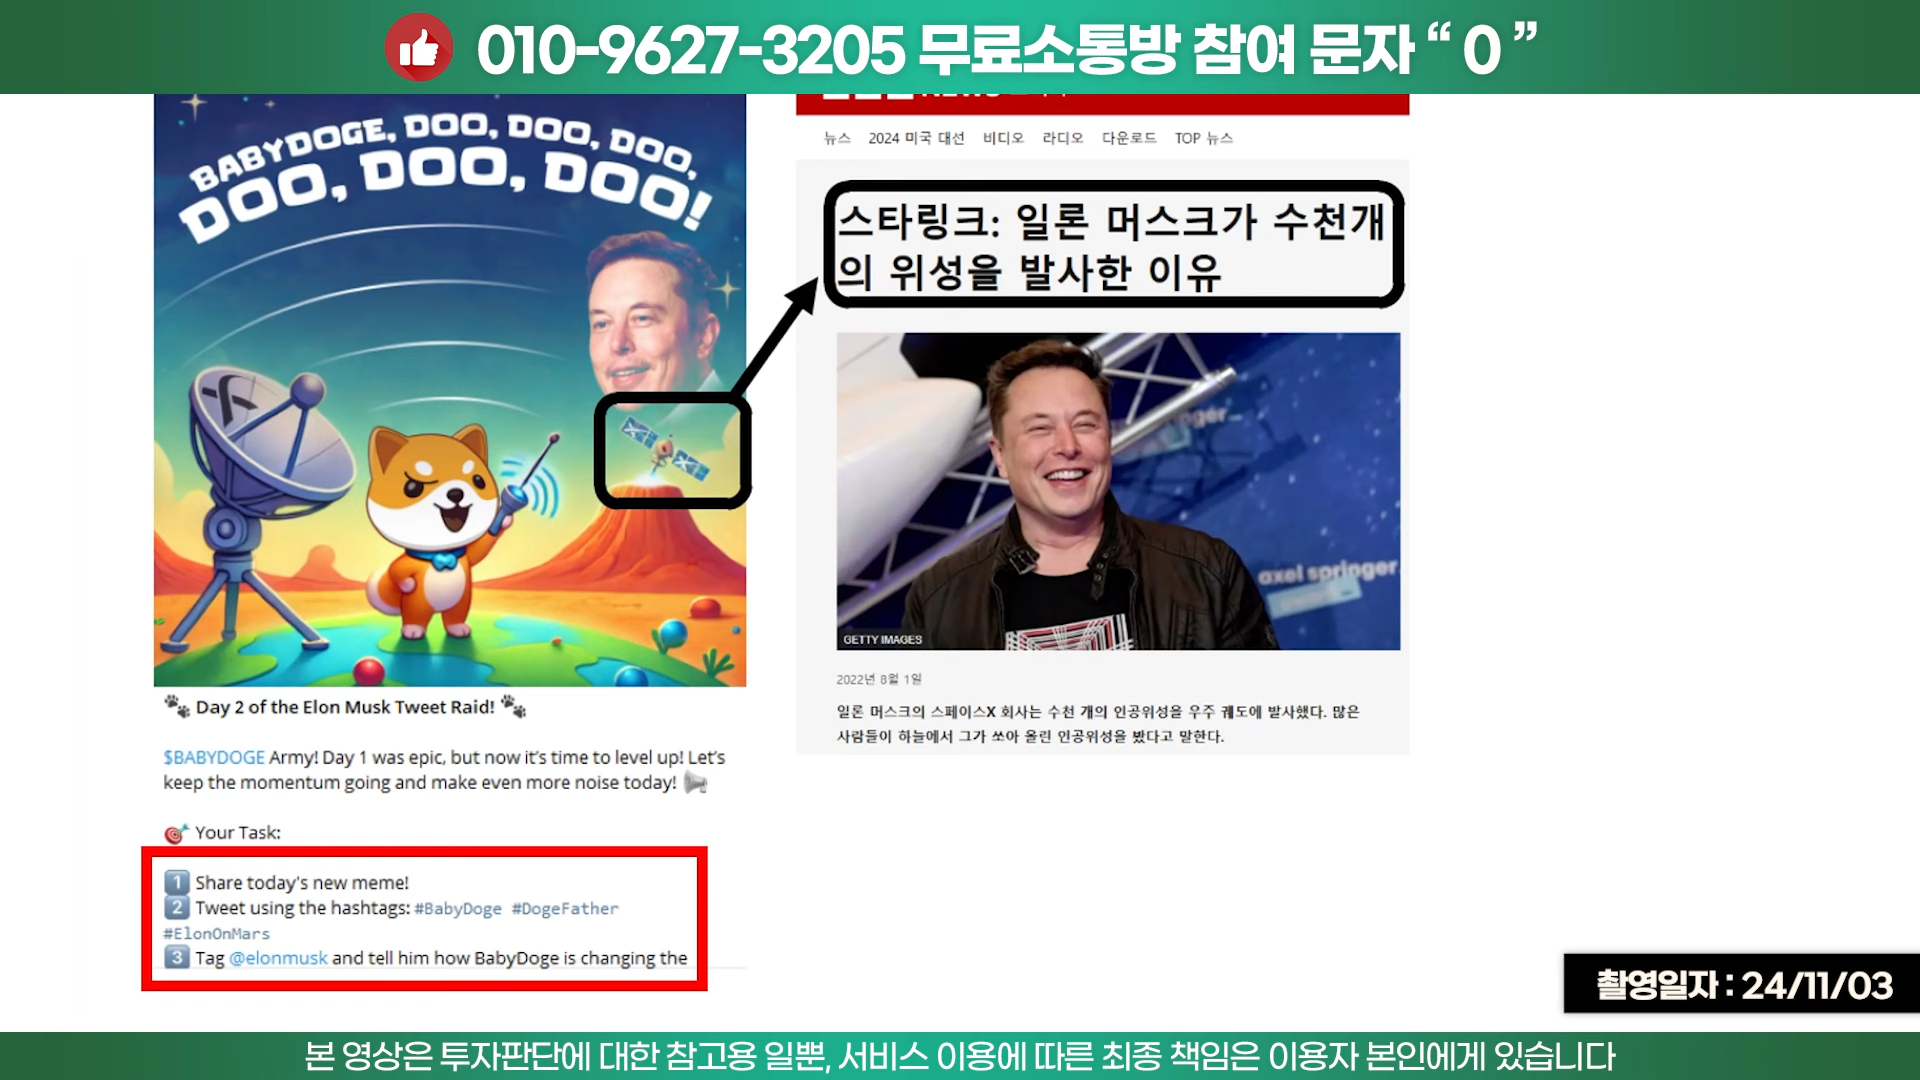 010-9627-3205 무료소통방 참여 문자 “ 0 ”
BABYDOGE, DOO, DOO, DOO,
DOO, DOO, DOO!
🐾 Day 2 of the Elon Musk Tweet Raid! 🐾
$BABYDOGE Army! Day 1 was epic, but now it's time to level up! Let's
keep the momentum going and make even more noise today! 📢
🎯 Your Task:
1 Share today's new meme!
2 Tweet using the hashtags: #BabyDoge #DogeFather
#ElonOnMars
3 Tag @elonmusk and tell him how BabyDoge is changing the
뉴스 2024 미국 대선 비디오 라디오 다운로드 TOP 뉴스
스타링크: 일론 머스크가 수천개
의 위성을 발사한 이유
axel springer
GETTY IMAGES
2022년 8월 1일
일론 머스크의 스페이스X 회사는 수천 개의 인공위성을 우주 궤도에 발사했다. 많은
사람들이 하늘에서 그가 쏘아 올린 인공위성을 봤다고 말한다.
촬영일자 : 24/11/03
본 영상은 투자판단에 대한 참고용 일뿐, 서비스 이용에 따른 최종 책임은 이용자 본인에게 있습니다